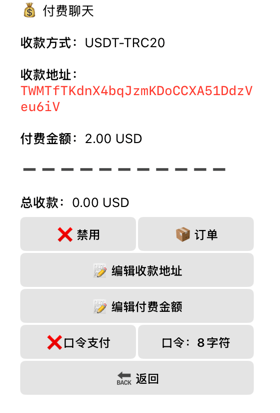 💰 付费聊天
收款方式：USDT-TRC20
收款地址：
TWMTfTKdnX4bqJzmKDoCCXA51DdzV
eu6iV
付费金额：2.00 USD
－－－－－－－－－－－
总收款：0.00 USD
❌ 禁用
📦 订单
📝 编辑收款地址
📝 编辑付费金额
❌口令支付
口令：8字符
🔙 返回